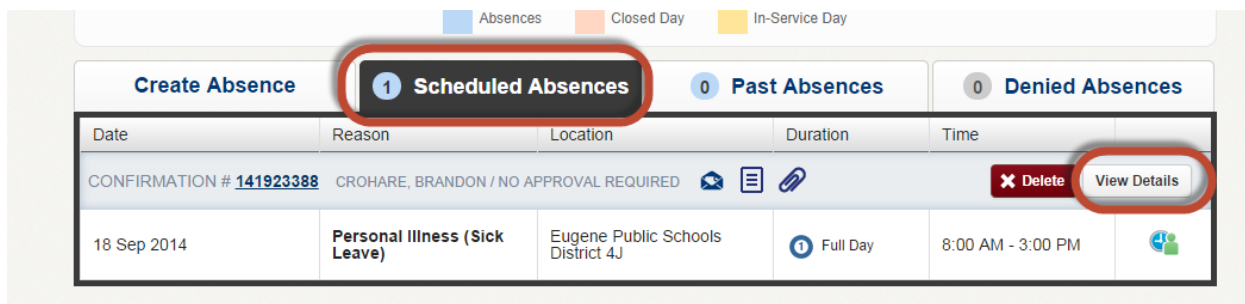 Absences Closed Day In-Service Day
Create Absence 1 Scheduled Absences 0 Past Absences 0 Denied Absences
Date Reason Location Duration Time
CONFIRMATION # 141923388 CROHARE, BRANDON / NO APPROVAL REQUIRED Delete View Details
18 Sep 2014 Personal Illness (Sick Leave) Eugene Public Schools District 4J 1 Full Day 8:00 AM - 3:00 PM